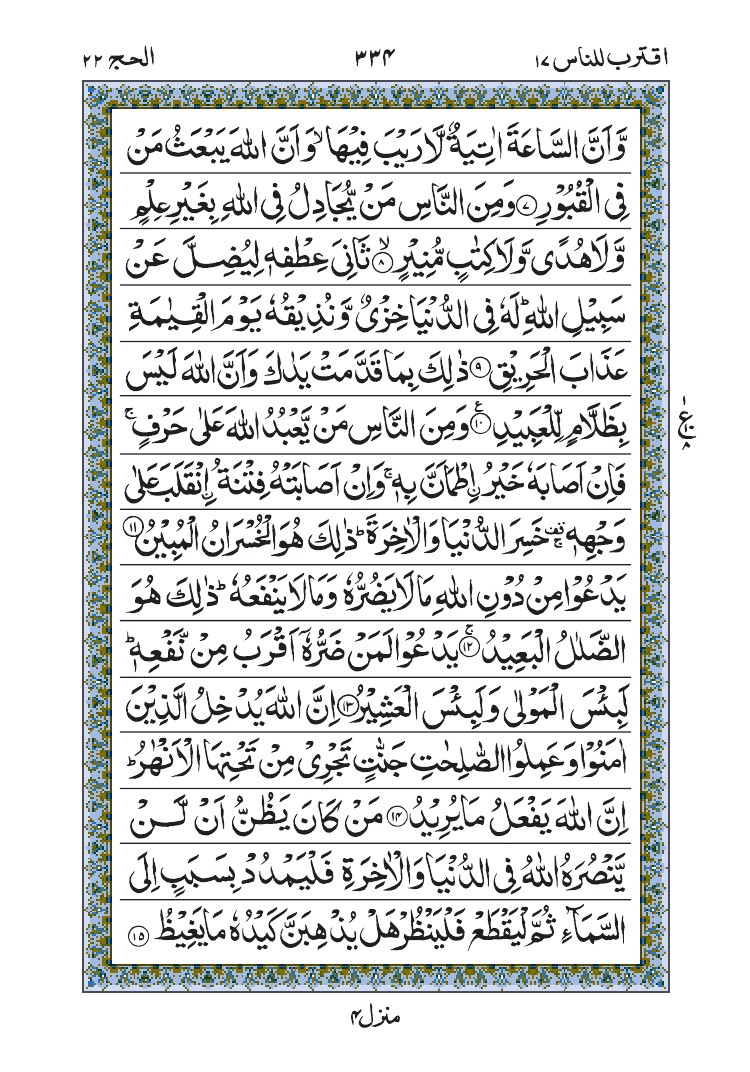 اقترب للناس ١٧ ٣٣٤ الحج ٢٢
وَّاَنَّ السَّاعَةَ اٰتِيَةٌ لَّا رَيْبَ فِيْهَا ۙ وَاَنَّ اللّٰهَ يَبْعَثُ مَنْ
فِى الْقُبُوْرِ ﴿٧﴾ وَمِنَ النَّاسِ مَنْ يُّجَادِلُ فِى اللّٰهِ بِغَيْرِ عِلْمٍ
وَّلَا هُدًى وَّلَا كِتٰبٍ مُّنِيْرٍ ۙ﴿٨﴾ ثَانِىَ عِطْفِهٖ لِيُضِلَّ عَنْ
سَبِيْلِ اللّٰهِ ؕ لَهٗ فِى الدُّنْيَا خِزْىٌ وَّنُذِيْقُهٗ يَوْمَ الْقِيٰمَةِ
عَذَابَ الْحَرِيْقِ ﴿٩﴾ ذٰلِكَ بِمَا قَدَّمَتْ يَدٰكَ وَاَنَّ اللّٰهَ لَيْسَ
بِظَلَّامٍ لِّلْعَبِيْدِ ﴿١٠﴾ وَمِنَ النَّاسِ مَنْ يَّعْبُدُ اللّٰهَ عَلٰى حَرْفٍ ۚ
فَاِنْ اَصَابَهٗ خَيْرُ ۨاطْمَاَنَّ بِهٖ ۚ وَاِنْ اَصَابَتْهُ فِتْنَةُ ۨانْقَلَبَ عَلٰى
وَجْهِهٖ ۚ قف خَسِرَ الدُّنْيَا وَالْاٰخِرَةَ ؕ ذٰلِكَ هُوَ الْخُسْرَانُ الْمُبِيْنُ ﴿١١﴾
يَدْعُوْا مِنْ دُوْنِ اللّٰهِ مَا لَا يَضُرُّهٗ وَمَا لَا يَنْفَعُهٗ ؕ ذٰلِكَ هُوَ
الضَّلٰلُ الْبَعِيْدُ ۚ﴿١٢﴾ يَدْعُوْا لَمَنْ ضَرُّهٗۤ اَقْرَبُ مِنْ نَّفْعِهٖ ؕ
لَبِئْسَ الْمَوْلٰى وَلَبِئْسَ الْعَشِيْرُ ﴿١٣﴾ اِنَّ اللّٰهَ يُدْخِلُ الَّذِيْنَ
اٰمَنُوْا وَعَمِلُوا الصّٰلِحٰتِ جَنّٰتٍ تَجْرِىْ مِنْ تَحْتِهَا الْاَنْهٰرُ ؕ
اِنَّ اللّٰهَ يَفْعَلُ مَا يُرِيْدُ ﴿١٤﴾ مَنْ كَانَ يَظُنُّ اَنْ لَّنْ
يَّنْصُرَهُ اللّٰهُ فِى الدُّنْيَا وَالْاٰخِرَةِ فَلْيَمْدُدْ بِسَبَبٍ اِلَى
السَّمَآءِ ثُمَّ لْيَقْطَعْ فَلْيَنْظُرْ هَلْ يُذْهِبَنَّ كَيْدُهٗ مَا يَغِيْظُ ﴿١٥﴾
منزل ٤